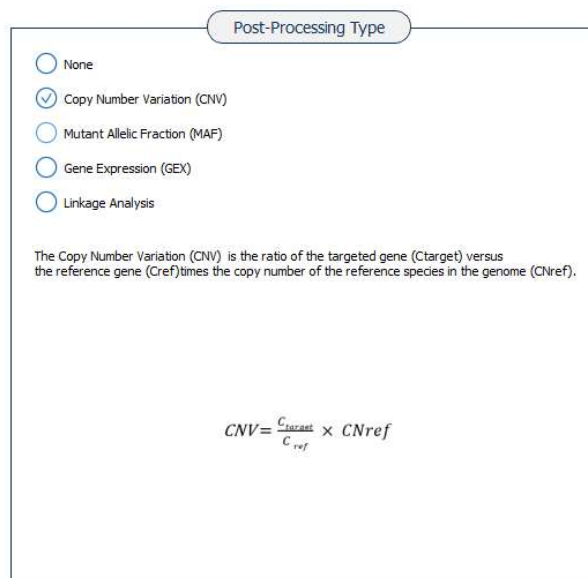 Post-Processing Type
None
Copy Number Variation (CNV)
Mutant Allelic Fraction (MAF)
Gene Expression (GEX)
Linkage Analysis
The Copy Number Variation (CNV) is the ratio of the targeted gene (Ctarget) versus
the reference gene (Cref)times the copy number of the reference species in the genome (CNref).
CNV= C_target / C_ref × CNref